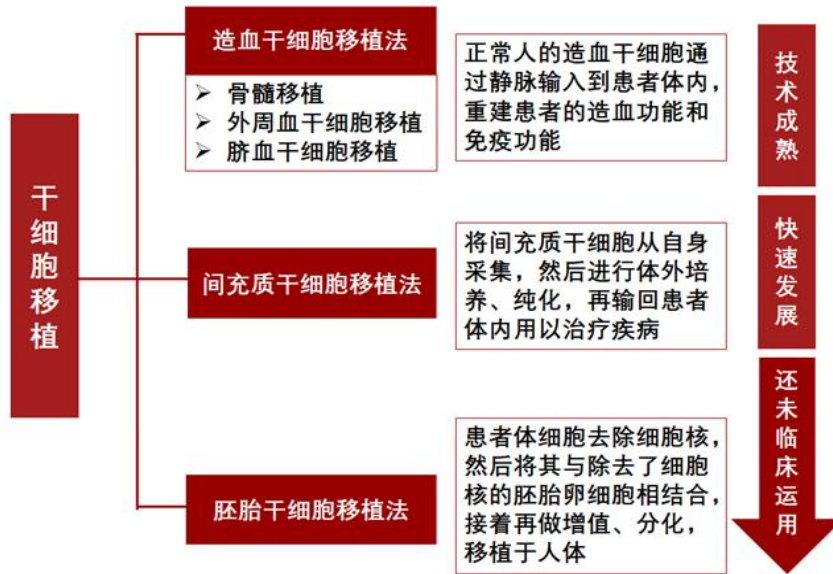 干细胞移植
造血干细胞移植法
➢ 骨髓移植
➢ 外周血干细胞移植
➢ 脐血干细胞移植
正常人的造血干细胞通
过静脉输入到患者体内，
重建患者的造血功能和
免疫功能
技术成熟
间充质干细胞移植法
将间充质干细胞从自身
采集，然后进行体外培
养、纯化，再输回患者
体内用以治疗疾病
快速发展
胚胎干细胞移植法
患者体细胞去除细胞核，
然后将其与除去了细胞
核的胚胎卵细胞相结合，
接着再做增值、分化，
移植于人体
还未临床运用